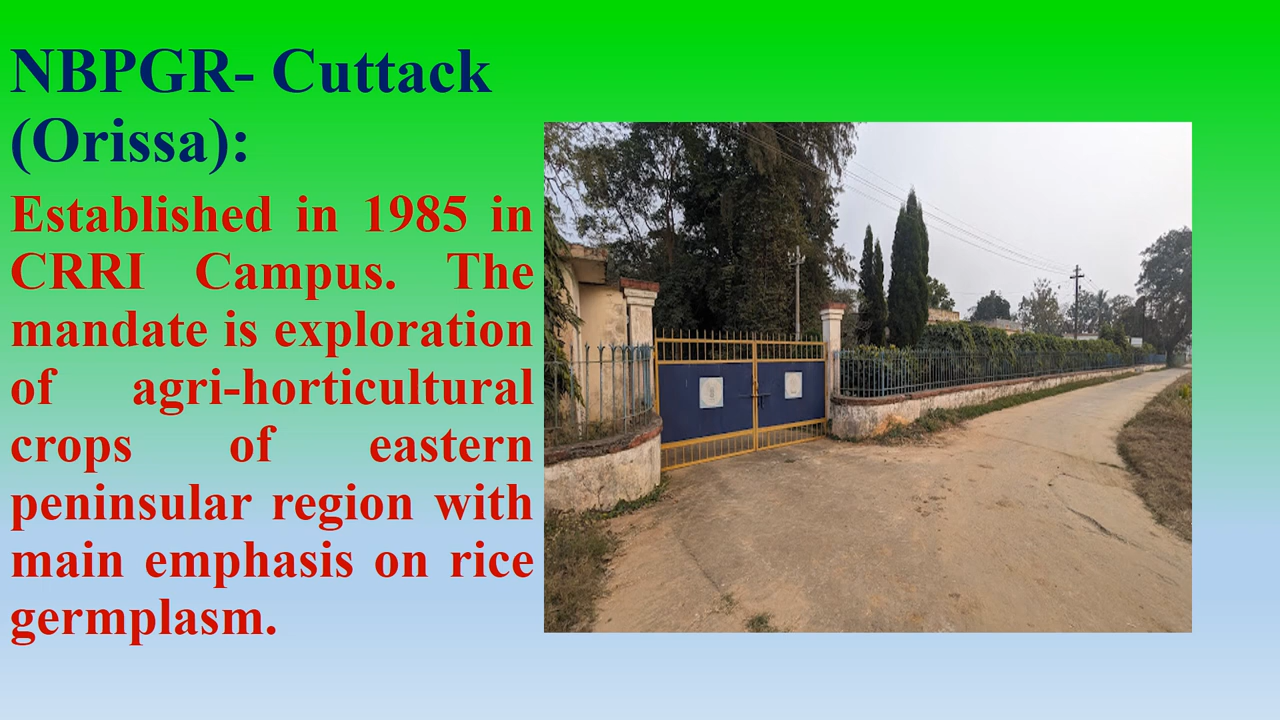 NBPGR- Cuttack
(Orissa):
Established in 1985 in
CRRI Campus. The
mandate is exploration
of agri-horticultural
crops of eastern
peninsular region with
main emphasis on rice
germplasm.